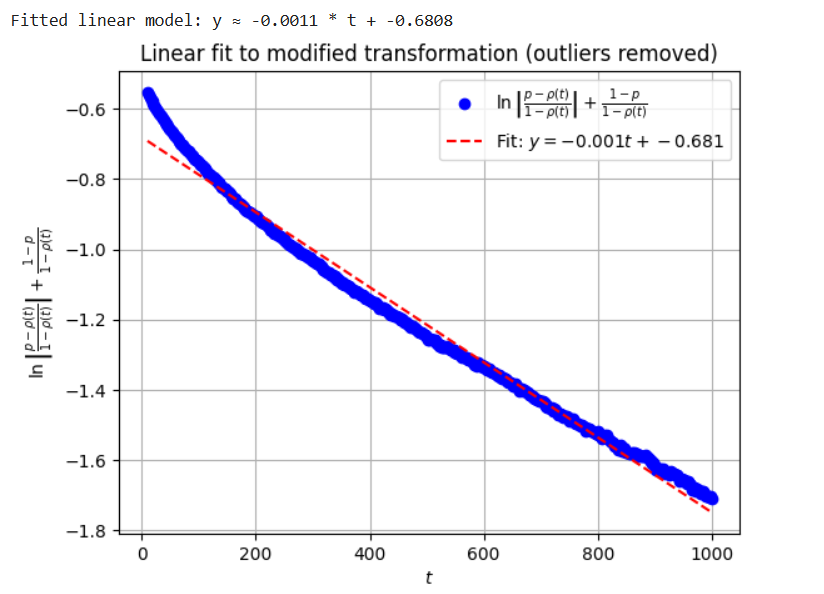 Fitted linear model: y ≈ -0.0011 * t + -0.6808
Linear fit to modified transformation (outliers removed)
ln |p−ρ(t)/1−ρ(t)| + 1−p/1−ρ(t)
Fit: y = −0.001t + −0.681
ln |p−ρ(t)/1−ρ(t)| + 1−p/1−ρ(t)
−0.6
−0.8
−1.0
−1.2
−1.4
−1.6
−1.8
0 200 400 600 800 1000
t